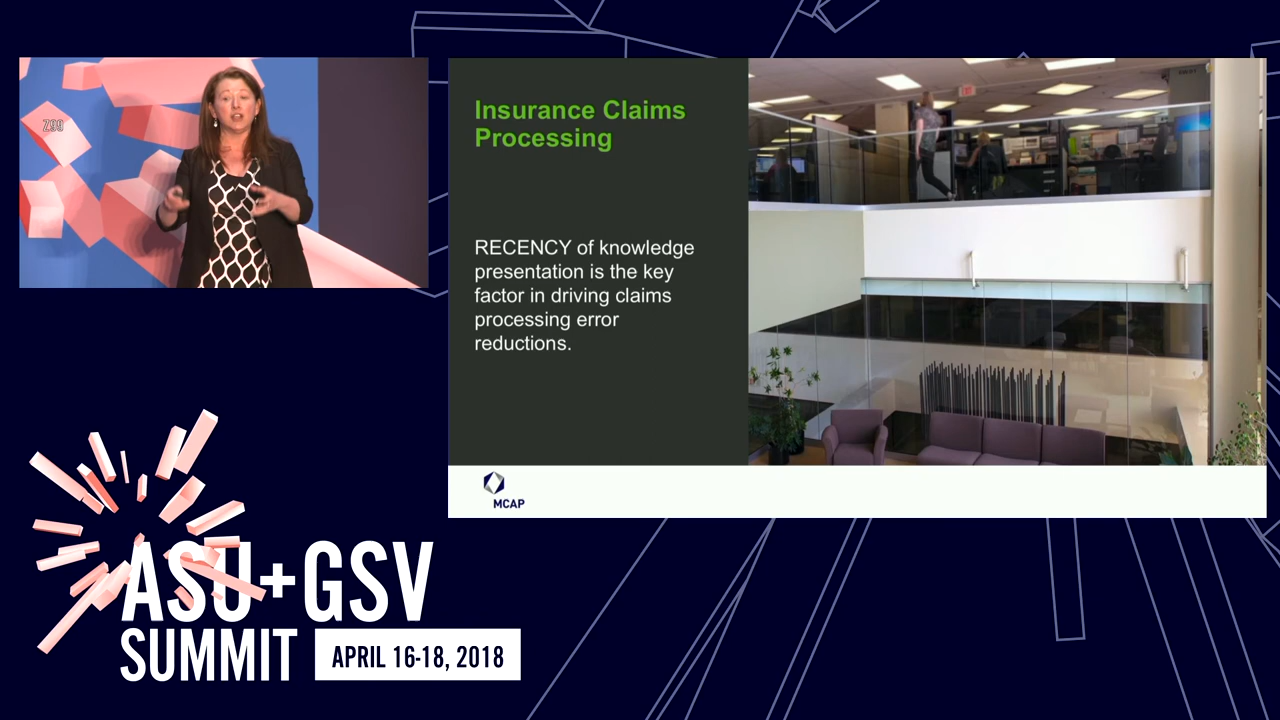 Insurance Claims
Processing
RECENCY of knowledge
presentation is the key
factor in driving claims
processing error
reductions.
MCAP
ASU+GSV
SUMMIT
APRIL 16-18, 2018